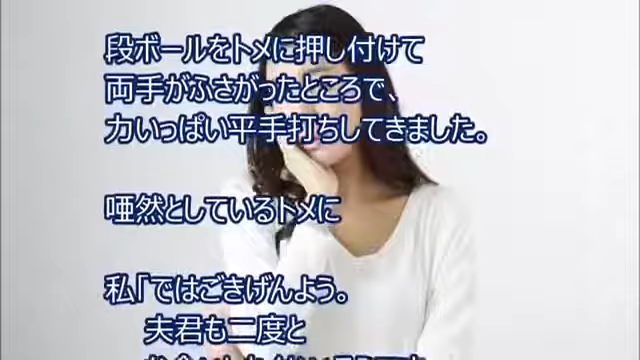 段ボールをトメに押し付けて
両手がふさがったところで、
力いっぱい平手打ちしてきました。
唖然としているトメに
私「ではごきげんよう。
夫君も二度と